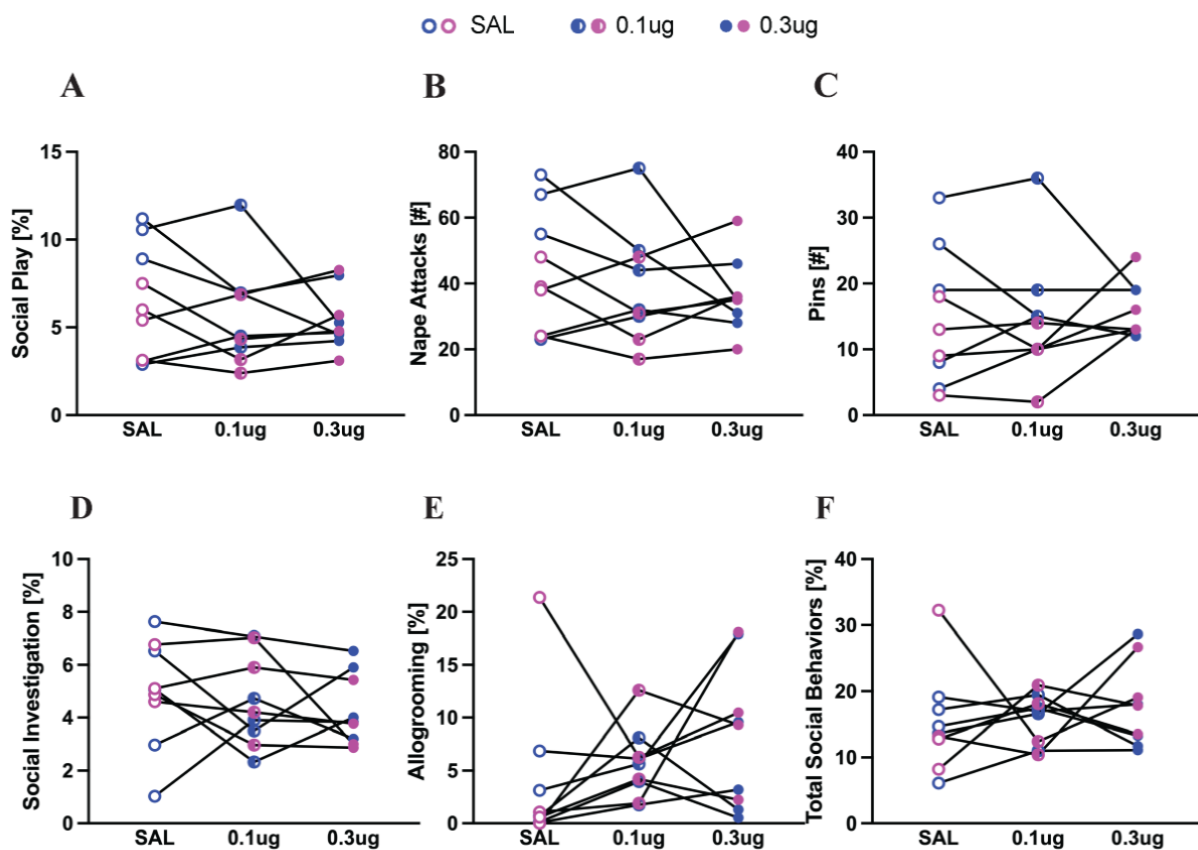 SAL 0.1ug 0.3ug
A
Social Play [%]
15
10
5
0
SAL 0.1ug 0.3ug
B
Nape Attacks [#]
80
60
40
20
0
SAL 0.1ug 0.3ug
C
Pins [#]
40
30
20
10
0
SAL 0.1ug 0.3ug
D
Social Investigation [%]
10
8
6
4
2
0
SAL 0.1ug 0.3ug
E
Allogrooming [%]
25
20
15
10
5
0
SAL 0.1ug 0.3ug
F
Total Social Behaviors [%]
40
30
20
10
0
SAL 0.1ug 0.3ug